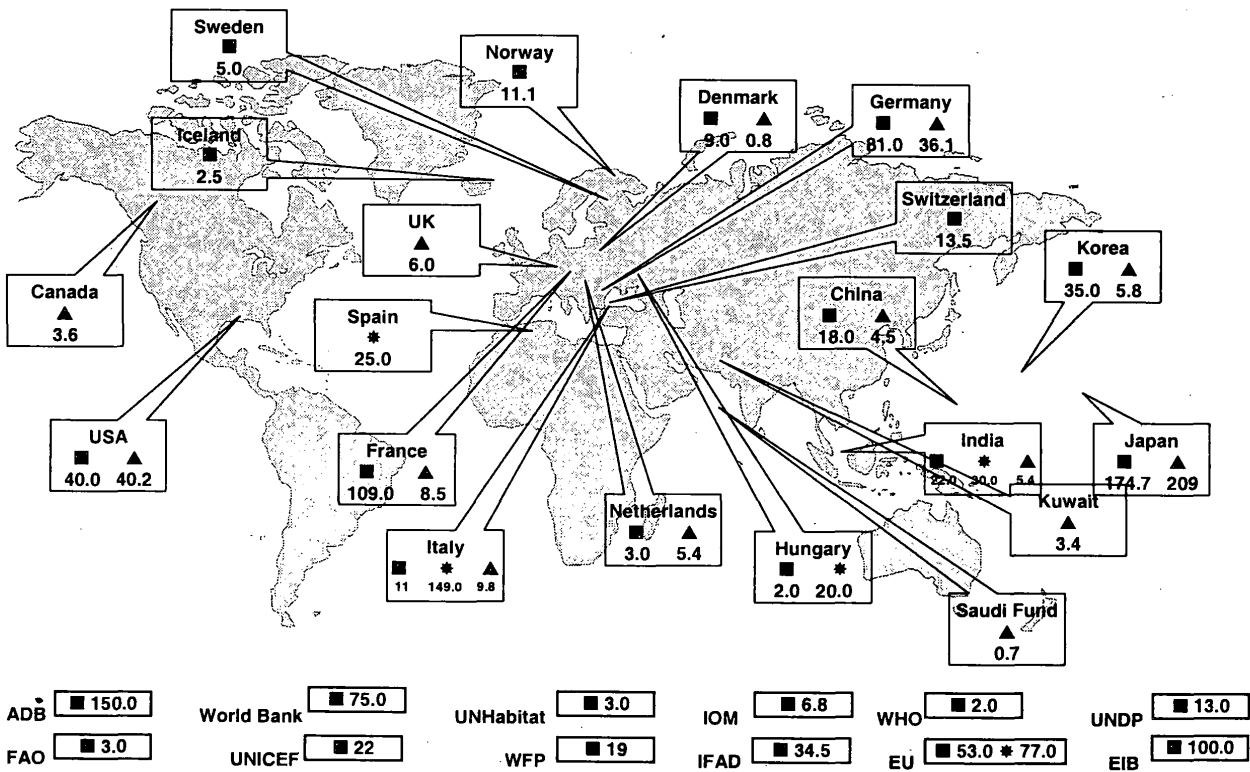 Sweden
■
5.0
Norway
■
11.1
Denmark
■ ▲
9.0 0.8
Germany
■ ▲
81.0 36.1
Iceland
■
2.5
UK
▲
6.0
Switzerland
■
13.5
Korea
■ ▲
35.0 5.8
Canada
▲
3.6
Spain
✷
25.0
China
■ ▲
18.0 4.5
USA
■ ▲
40.0 40.2
France
■ ▲
109.0 8.5
India
■ ✷ ▲
22.0 30.0 5.4
Japan
■ ▲
174.7 209
Kuwait
▲
3.4
Netherlands
■ ▲
3.0 5.4
Italy
■ ✷ ▲
11 149.0 9.8
Hungary
■ ✷
2.0 20.0
Saudi Fund
▲
0.7
ADB ■ 150.0
World Bank ■ 75.0
UNHabitat ■ 3.0
IOM ■ 6.8
WHO ■ 2.0
UNDP ■ 13.0
FAO ■ 3.0
UNICEF ■ 22
WFP ■ 19
IFAD ■ 34.5
EU ■ 53.0 ✷ 77.0
EIB ■ 100.0